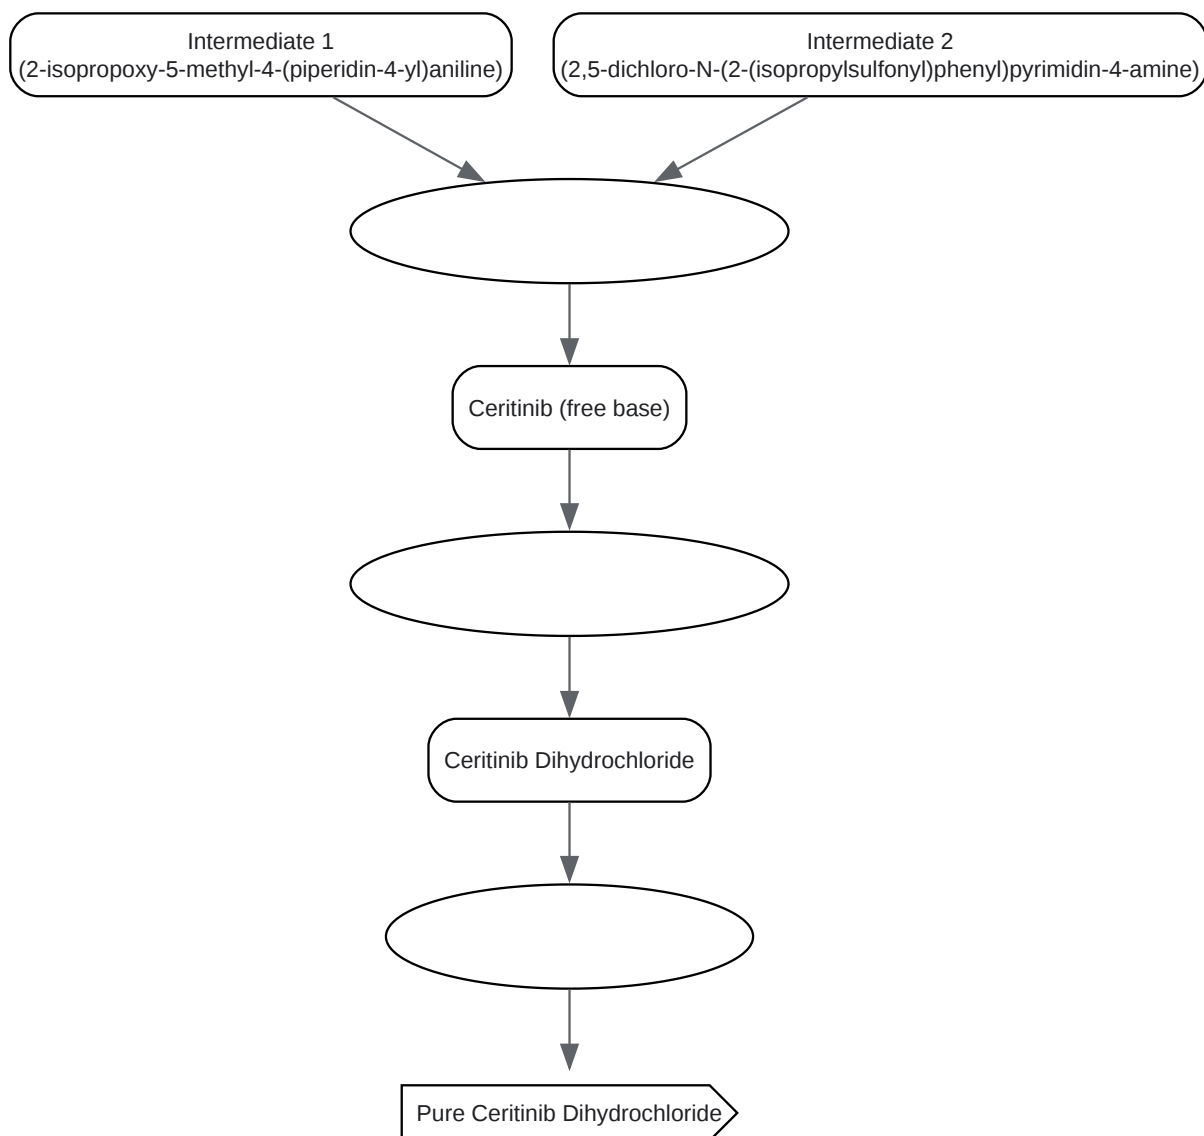 Intermediate 1
(2-isopropoxy-5-methyl-4-(piperidin-4-yl)aniline)
Intermediate 2
(2,5-dichloro-N-(2-(isopropylsulfonyl)phenyl)pyrimidin-4-amine)
Ceritinib (free base)
Ceritinib Dihydrochloride
Pure Ceritinib Dihydrochloride